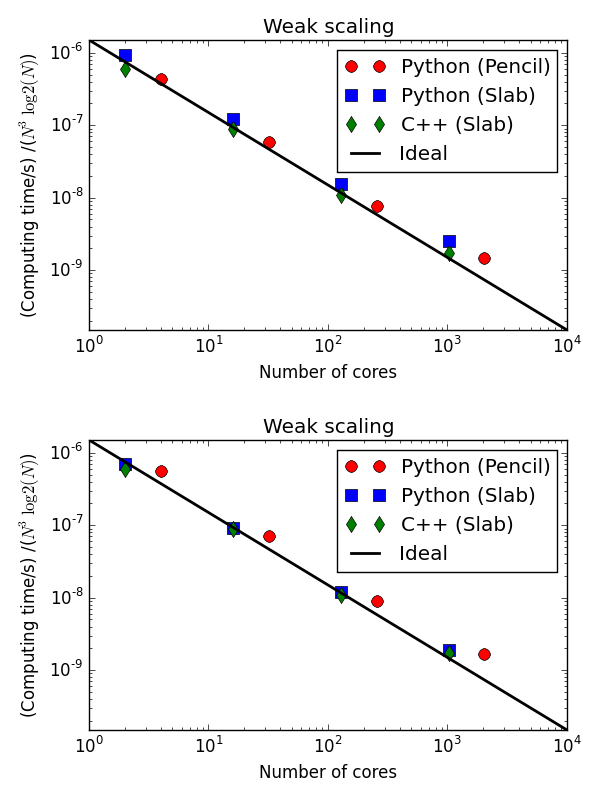 Weak scaling
(Computing time/s) /(N³ log2(N))
10⁻⁶
10⁻⁷
10⁻⁸
10⁻⁹
Python (Pencil)
Python (Slab)
C++ (Slab)
Ideal
10⁰ 10¹ 10² 10³ 10⁴
Number of cores
Weak scaling
(Computing time/s) /(N³ log2(N))
10⁻⁶
10⁻⁷
10⁻⁸
10⁻⁹
Python (Pencil)
Python (Slab)
C++ (Slab)
Ideal
10⁰ 10¹ 10² 10³ 10⁴
Number of cores